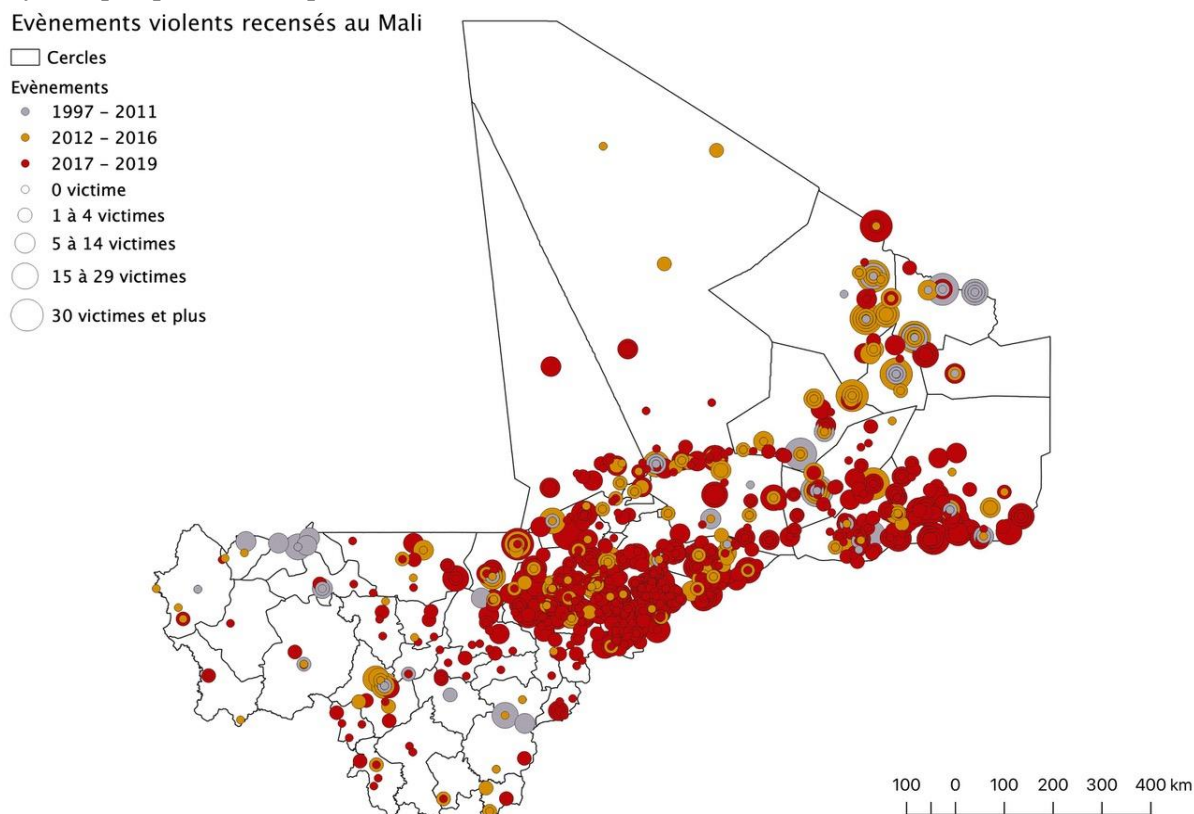 Evènements violents recensés au Mali
Cercles
Evènements
1997 – 2011
2012 – 2016
2017 – 2019
0 victime
1 à 4 victimes
5 à 14 victimes
15 à 29 victimes
30 victimes et plus
100 0 100 200 300 400 km